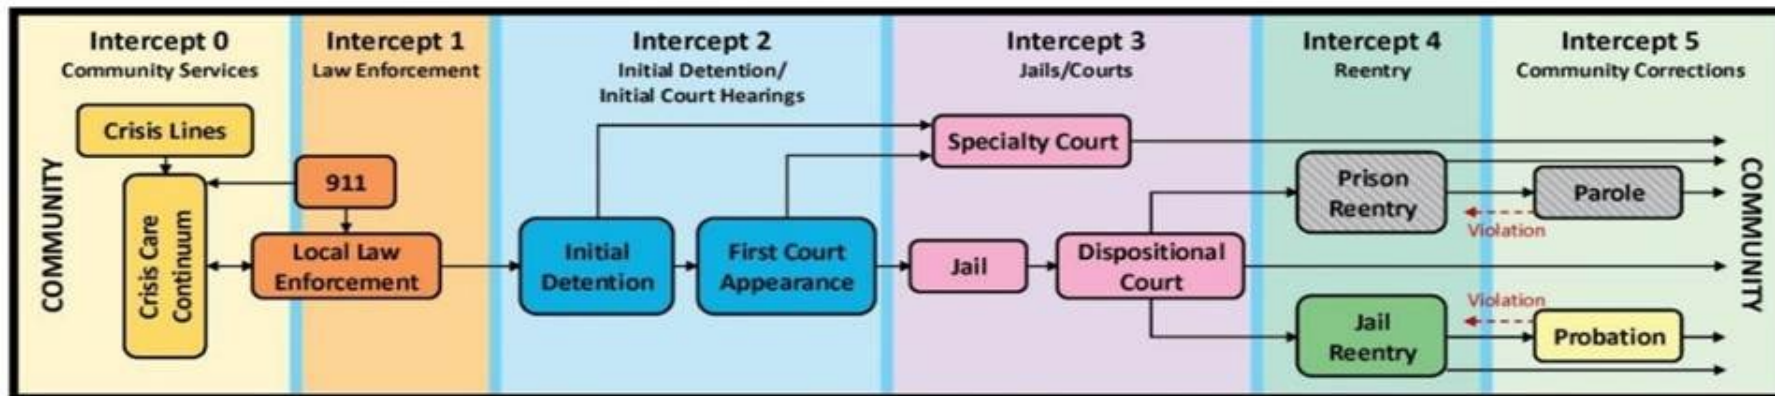 Intercept 0
Community Services
Intercept 1
Law Enforcement
Intercept 2
Initial Detention/
Initial Court Hearings
Intercept 3
Jails/Courts
Intercept 4
Reentry
Intercept 5
Community Corrections
COMMUNITY
Crisis Lines
Crisis Care
Continuum
911
Local Law
Enforcement
Initial
Detention
First Court
Appearance
Specialty Court
Jail
Dispositional
Court
Prison
Reentry
Parole
Violation
Jail
Reentry
Violation
Probation
COMMUNITY